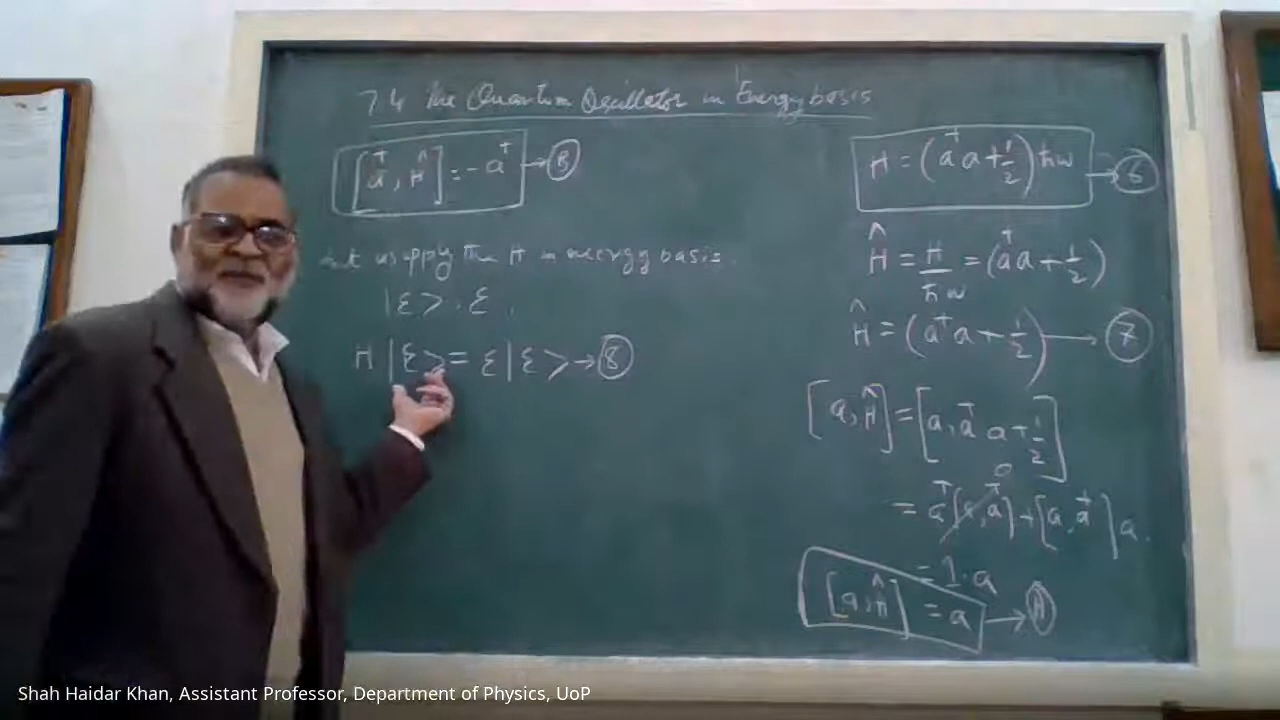 7.4 The Quantum Oscillator in Energy basis
[a†, Ĥ] = -a† → (B)
Let us apply the H in energy basis.
|ε> . ε .
H |ε> = ε|ε> → (8)
H = (a†a + 1/2) ħω → (6)
Ĥ = H/ħω = (a†a + 1/2)
Ĥ = (a†a + 1/2) → (7)
[a, Ĥ] = [a, a†a + 1/2]
0
= a†[a, a†] + [a, a†] a.
= 1·a
[a, Ĥ] = a → (A)
Shah Haidar Khan, Assistant Professor, Department of Physics, UoP